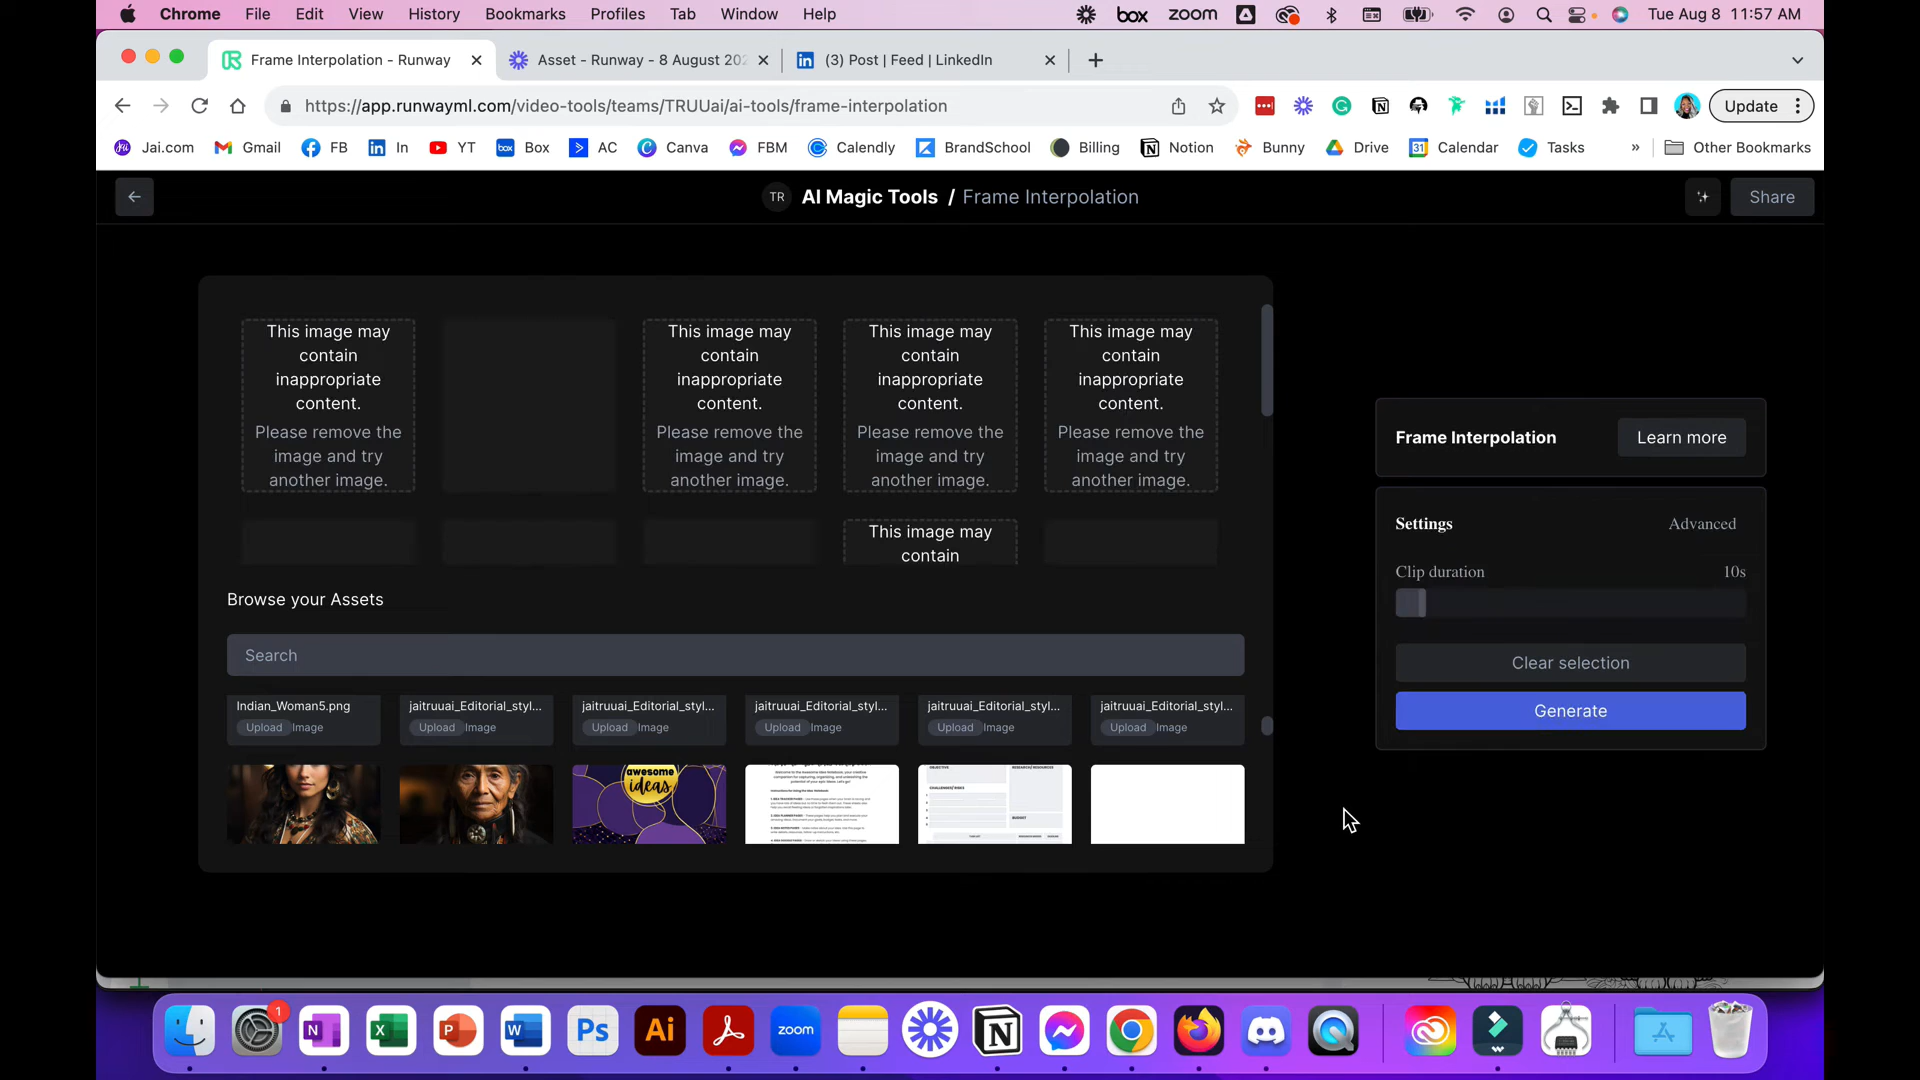 Chrome File Edit View History Bookmarks Profiles Tab Window Help box zoom Tue Aug 8 11:57 AM
Frame Interpolation - Runway Asset - Runway - 8 August 202 (3) Post | Feed | LinkedIn
https://app.runwayml.com/video-tools/teams/TRUUai/ai-tools/frame-interpolation Update
Jai.com Gmail FB In YT Box AC Canva FBM Calendly BrandSchool Billing Notion Bunny Drive Calendar Tasks » Other Bookmarks
TR AI Magic Tools / Frame Interpolation Share
This image may
contain
inappropriate
content.
Please remove the
image and try
another image.
This image may
contain
inappropriate
content.
Please remove the
image and try
another image.
This image may
contain
inappropriate
content.
Please remove the
image and try
another image.
This image may
contain
inappropriate
content.
Please remove the
image and try
another image.
This image may
contain
Browse your Assets
Search
Indian_Woman5.png jaitruuai_Editorial_styl... jaitruuai_Editorial_styl... jaitruuai_Editorial_styl... jaitruuai_Editorial_styl... jaitruuai_Editorial_styl...
Upload Image Upload Image Upload Image Upload Image Upload Image Upload Image
awesome
ideas
Frame Interpolation Learn more
Settings Advanced
Clip duration 10s
Clear selection
Generate
1
N X P W Ps Ai zoom